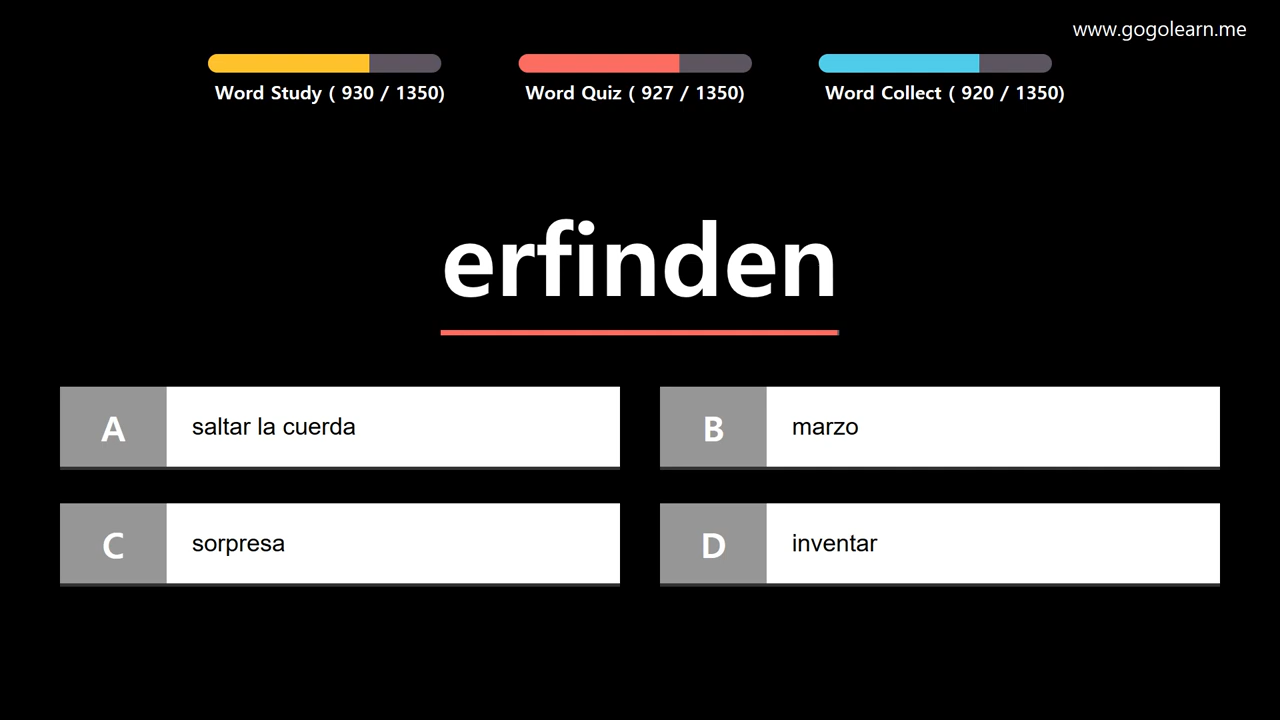 www.gogolearn.me
Word Study ( 930 / 1350)
Word Quiz ( 927 / 1350)
Word Collect ( 920 / 1350)
erfinden
A saltar la cuerda
B marzo
C sorpresa
D inventar